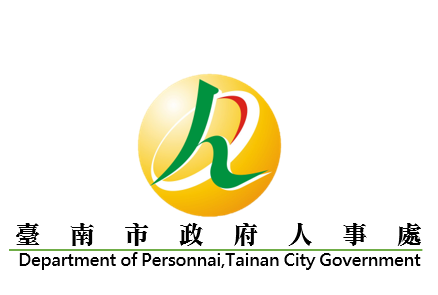 臺南市政府人事處
Department of Personnai,Tainan City Government